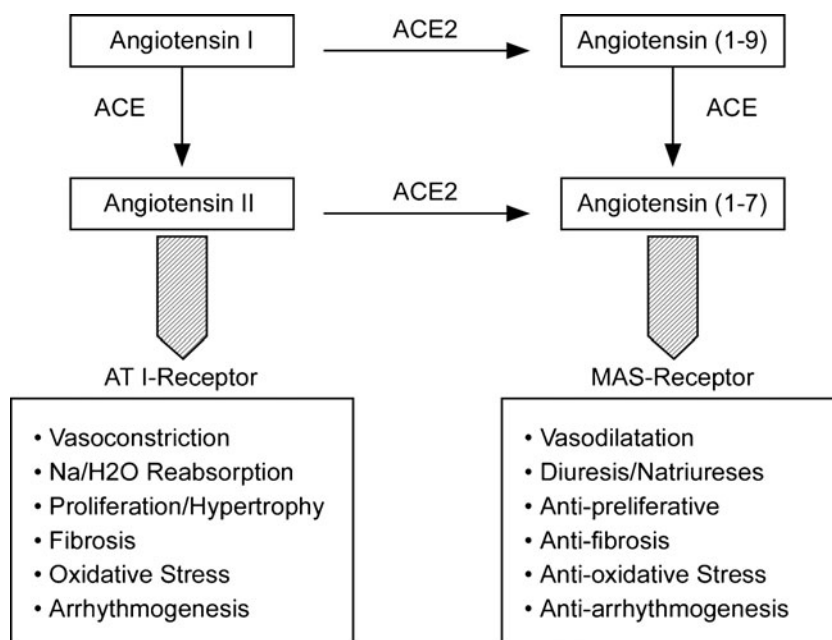 Angiotensin I
ACE2
Angiotensin (1-9)
ACE
ACE
Angiotensin II
ACE2
Angiotensin (1-7)
AT I-Receptor
MAS-Receptor
• Vasoconstriction
• Na/H2O Reabsorption
• Proliferation/Hypertrophy
• Fibrosis
• Oxidative Stress
• Arrhythmogenesis
• Vasodilatation
• Diuresis/Natriureses
• Anti-preliferative
• Anti-fibrosis
• Anti-oxidative Stress
• Anti-arrhythmogenesis